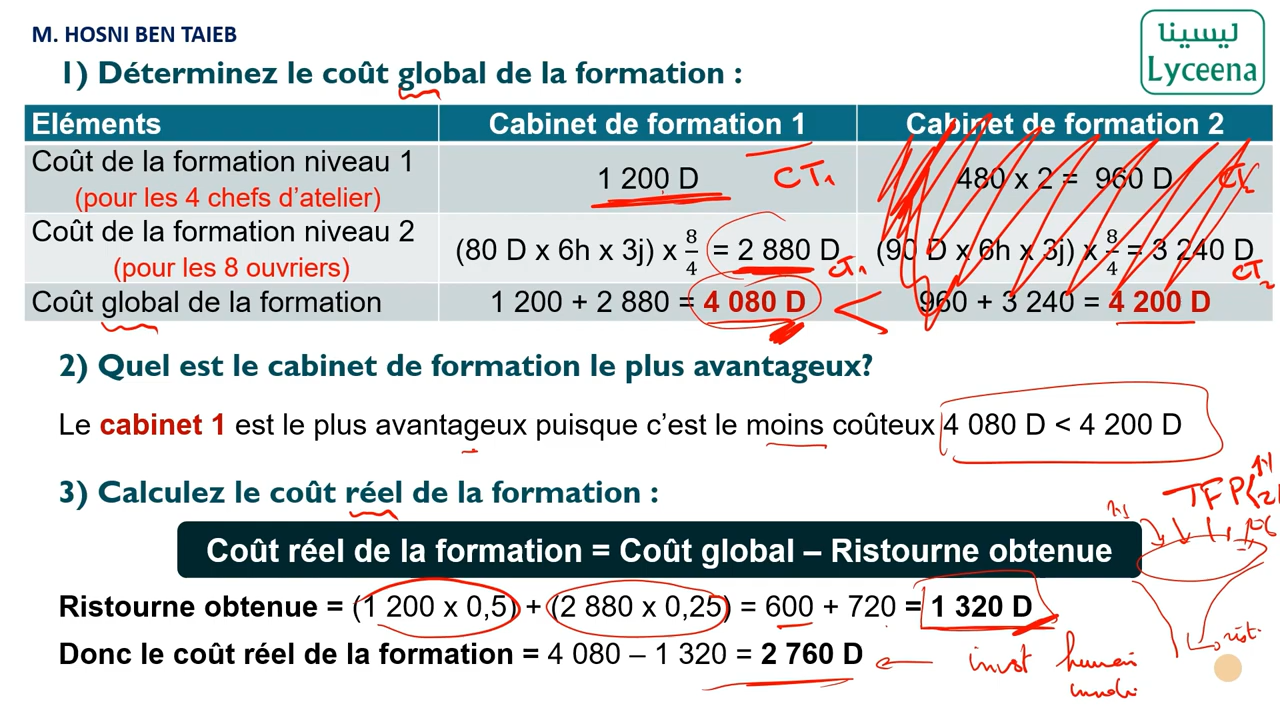 M. HOSNI BEN TAIEB
ليسينا
Lyceena
1) Déterminez le coût global de la formation :
Eléments Cabinet de formation 1 Cabinet de formation 2
Coût de la formation niveau 1
(pour les 4 chefs d’atelier)
1 200 D CT₁
480 x 2 = 960 D CT₂
Coût de la formation niveau 2
(pour les 8 ouvriers)
(80 D x 6h x 3j) x 8/4 = 2 880 D CT₁
(90 D x 6h x 3j) x 8/4 = 3 240 D CT₂
Coût global de la formation 1 200 + 2 880 = 4 080 D < 960 + 3 240 = 4 200 D
2) Quel est le cabinet de formation le plus avantageux?
Le cabinet 1 est le plus avantageux puisque c’est le moins coûteux 4 080 D < 4 200 D
3) Calculez le coût réel de la formation :
TFP
Coût réel de la formation = Coût global – Ristourne obtenue
Ristourne obtenue = (1 200 x 0,5) + (2 880 x 0,25) = 600 + 720 = 1 320 D
rist.
Donc le coût réel de la formation = 4 080 – 1 320 = 2 760 D